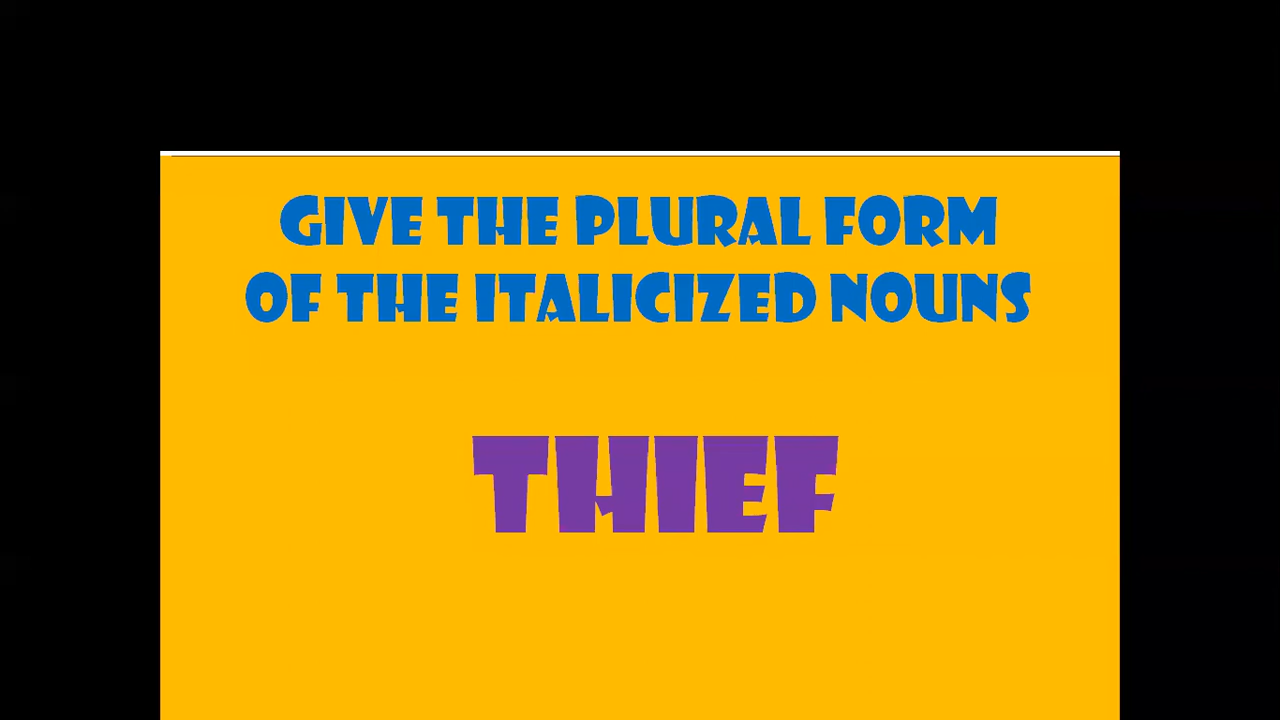 GIVE THE PLURAL FORM
OF THE ITALICIZED NOUNS
THIEF